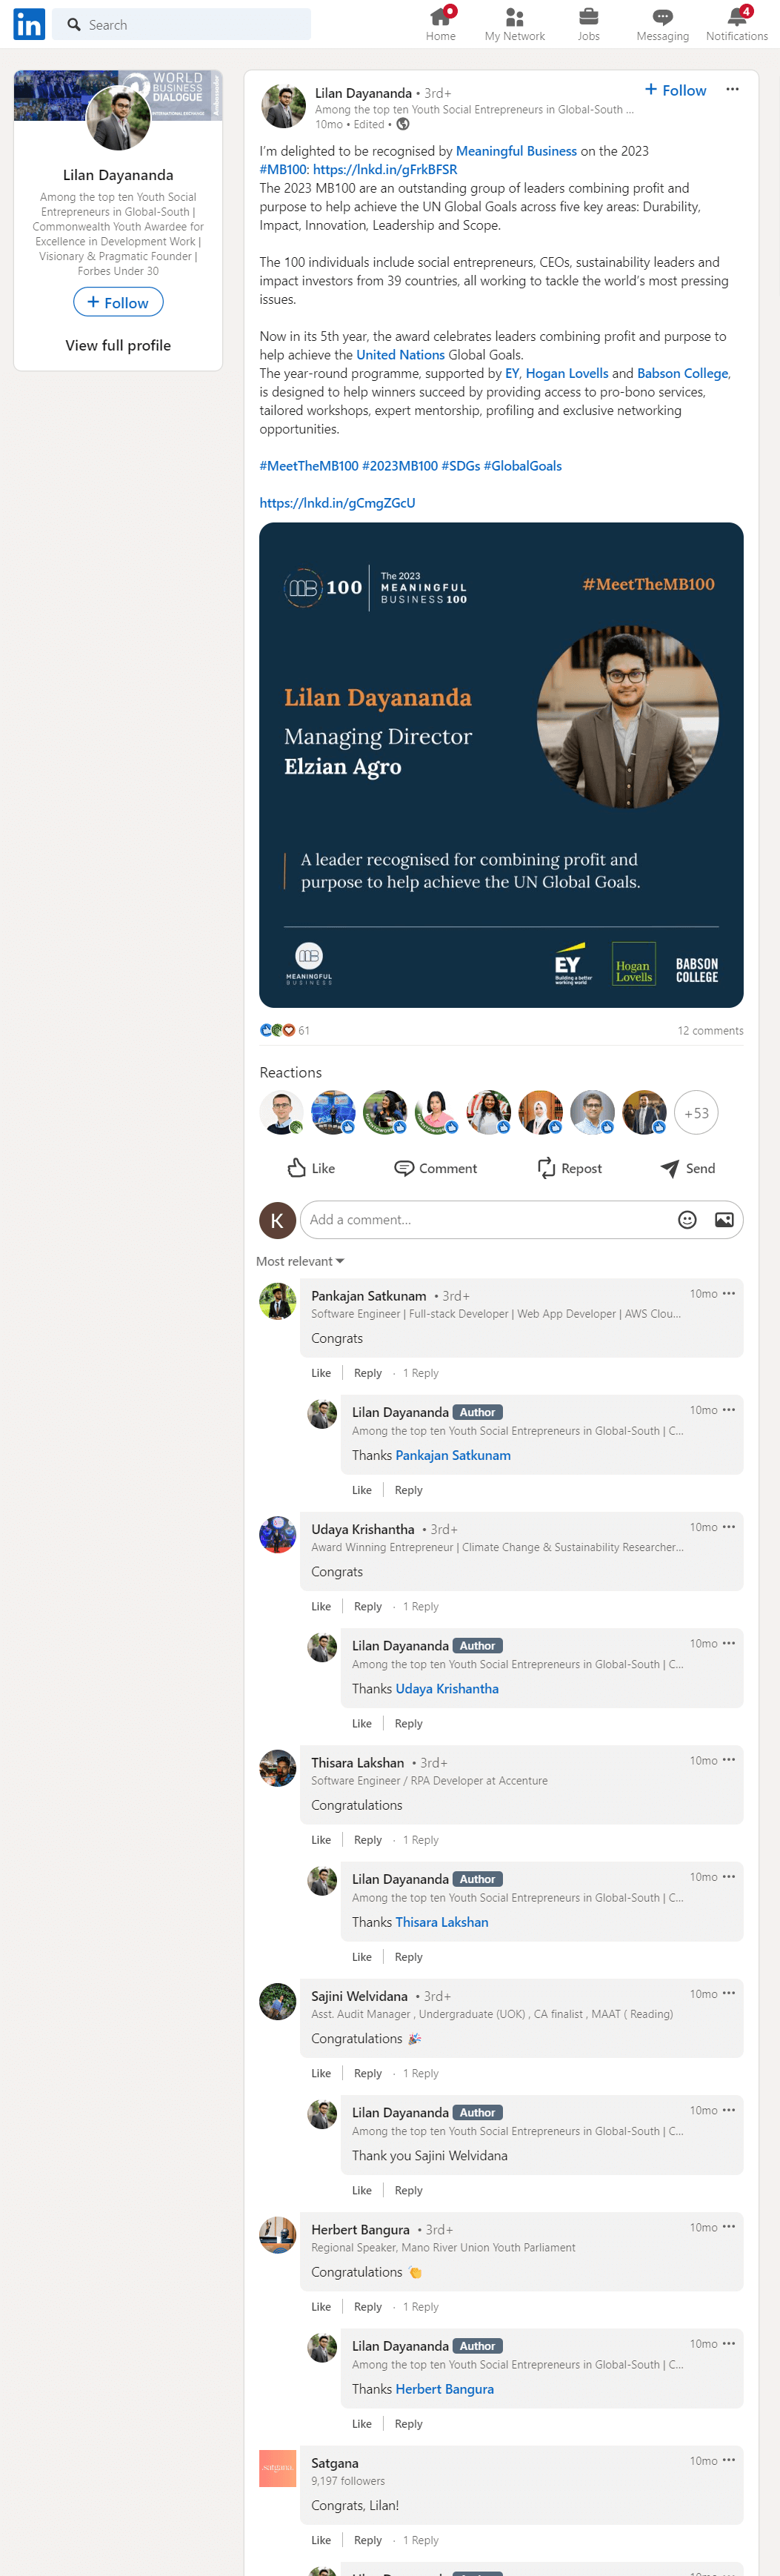 in
Search
Home
My Network
Jobs
Messaging
4
Notifications
WORLD
BUSINESS
DIALOGUE
Lilan Dayananda
Among the top ten Youth Social
Entrepreneurs in Global-South |
Commonwealth Youth Awardee for
Excellence in Development Work |
Visionary & Pragmatic Founder |
Forbes Under 30
+ Follow
View full profile
Lilan Dayananda • 3rd+
Among the top ten Youth Social Entrepreneurs in Global-South ...
10mo • Edited •
+ Follow
I'm delighted to be recognised by Meaningful Business on the 2023
#MB100: https://lnkd.in/gFrkBFSR
The 2023 MB100 are an outstanding group of leaders combining profit and
purpose to help achieve the UN Global Goals across five key areas: Durability,
Impact, Innovation, Leadership and Scope.
The 100 individuals include social entrepreneurs, CEOs, sustainability leaders and
impact investors from 39 countries, all working to tackle the world's most pressing
issues.
Now in its 5th year, the award celebrates leaders combining profit and purpose to
help achieve the United Nations Global Goals.
The year-round programme, supported by EY, Hogan Lovells and Babson College,
is designed to help winners succeed by providing access to pro-bono services,
tailored workshops, expert mentorship, profiling and exclusive networking
opportunities.
#MeetTheMB100 #2023MB100 #SDGs #GlobalGoals
https://lnkd.in/gCmgZGcU
MB 100
The 2023
MEANINGFUL
BUSINESS 100
#MeetTheMB100
Lilan Dayananda
Managing Director
Elzian Agro
A leader recognised for combining profit and
purpose to help achieve the UN Global Goals.
MB
MEANINGFUL
BUSINESS
EY
Building a better
working world
Hogan
Lovells
BABSON
COLLEGE
61
12 comments
Reactions
+53
Like
Comment
Repost
Send
K
Add a comment...
Most relevant
Pankajan Satkunam • 3rd+
10mo
Software Engineer | Full-stack Developer | Web App Developer | AWS Clou...
Congrats
Like
Reply · 1 Reply
Lilan Dayananda Author
10mo
Among the top ten Youth Social Entrepreneurs in Global-South | C...
Thanks Pankajan Satkunam
Like
Reply
Udaya Krishantha • 3rd+
10mo
Award Winning Entrepreneur | Climate Change & Sustainability Researcher...
Congrats
Like
Reply · 1 Reply
Lilan Dayananda Author
10mo
Among the top ten Youth Social Entrepreneurs in Global-South | C...
Thanks Udaya Krishantha
Like
Reply
Thisara Lakshan • 3rd+
10mo
Software Engineer / RPA Developer at Accenture
Congratulations
Like
Reply · 1 Reply
Lilan Dayananda Author
10mo
Among the top ten Youth Social Entrepreneurs in Global-South | C...
Thanks Thisara Lakshan
Like
Reply
Sajini Welvidana • 3rd+
10mo
Asst. Audit Manager , Undergraduate (UOK) , CA finalist , MAAT ( Reading)
Congratulations 🎉
Like
Reply · 1 Reply
Lilan Dayananda Author
10mo
Among the top ten Youth Social Entrepreneurs in Global-South | C...
Thank you Sajini Welvidana
Like
Reply
Herbert Bangura • 3rd+
10mo
Regional Speaker, Mano River Union Youth Parliament
Congratulations 👏
Like
Reply · 1 Reply
Lilan Dayananda Author
10mo
Among the top ten Youth Social Entrepreneurs in Global-South | C...
Thanks Herbert Bangura
Like
Reply
satgana
Satgana
10mo
9,197 followers
Congrats, Lilan!
Like
Reply · 1 Reply